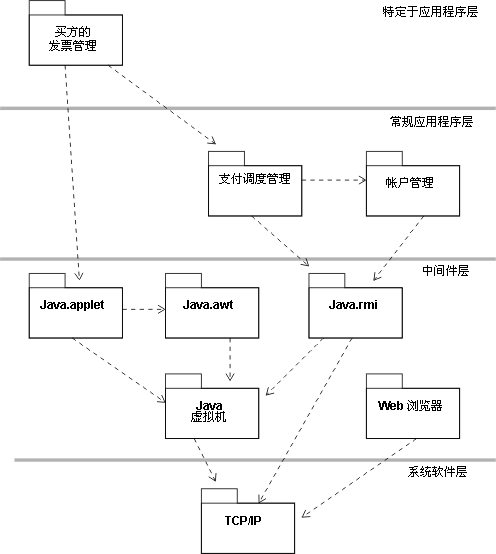 特定于应用程序层
买方的
发票管理
常规应用程序层
支付调度管理
帐户管理
中间件层
Java.applet
Java.awt
Java.rmi
Java
虚拟机
Web 浏览器
系统软件层
TCP/IP